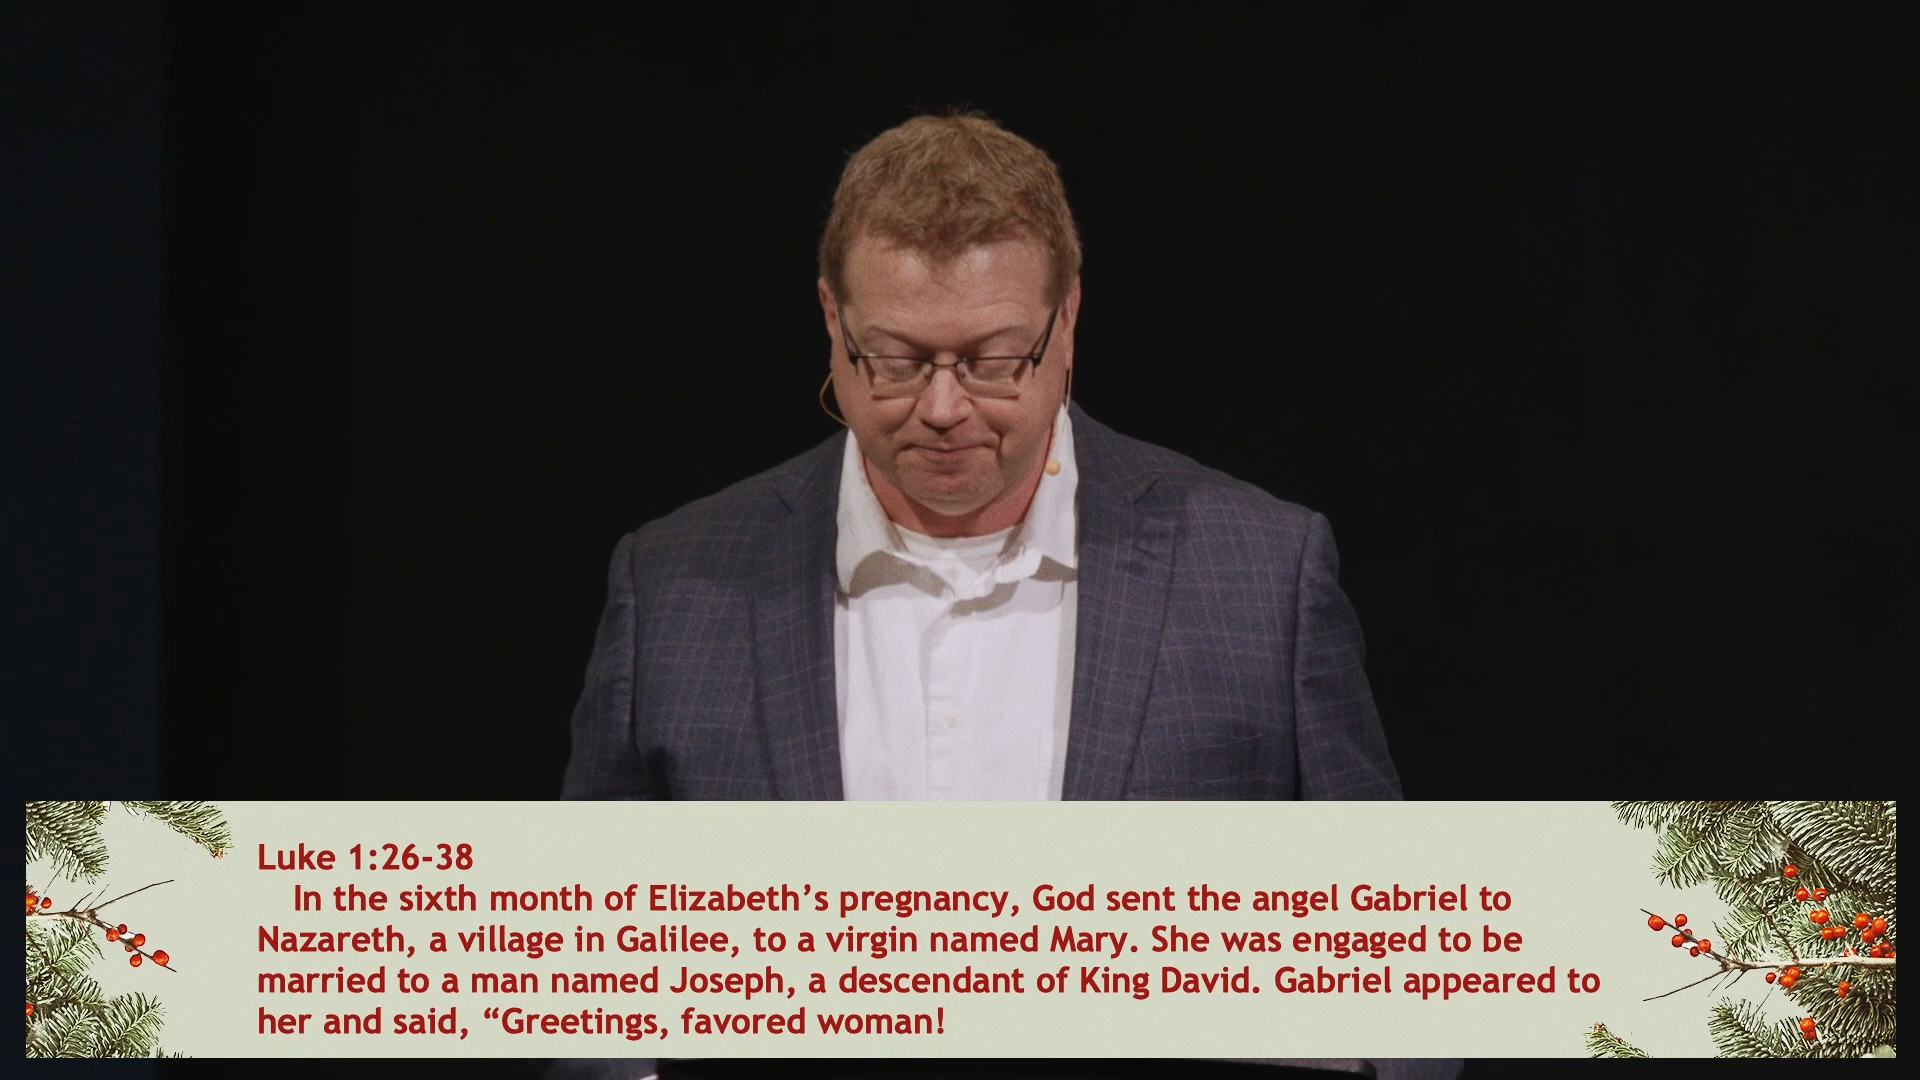 Luke 1:26-38
In the sixth month of Elizabeth’s pregnancy, God sent the angel Gabriel to
Nazareth, a village in Galilee, to a virgin named Mary. She was engaged to be
married to a man named Joseph, a descendant of King David. Gabriel appeared to
her and said, “Greetings, favored woman!